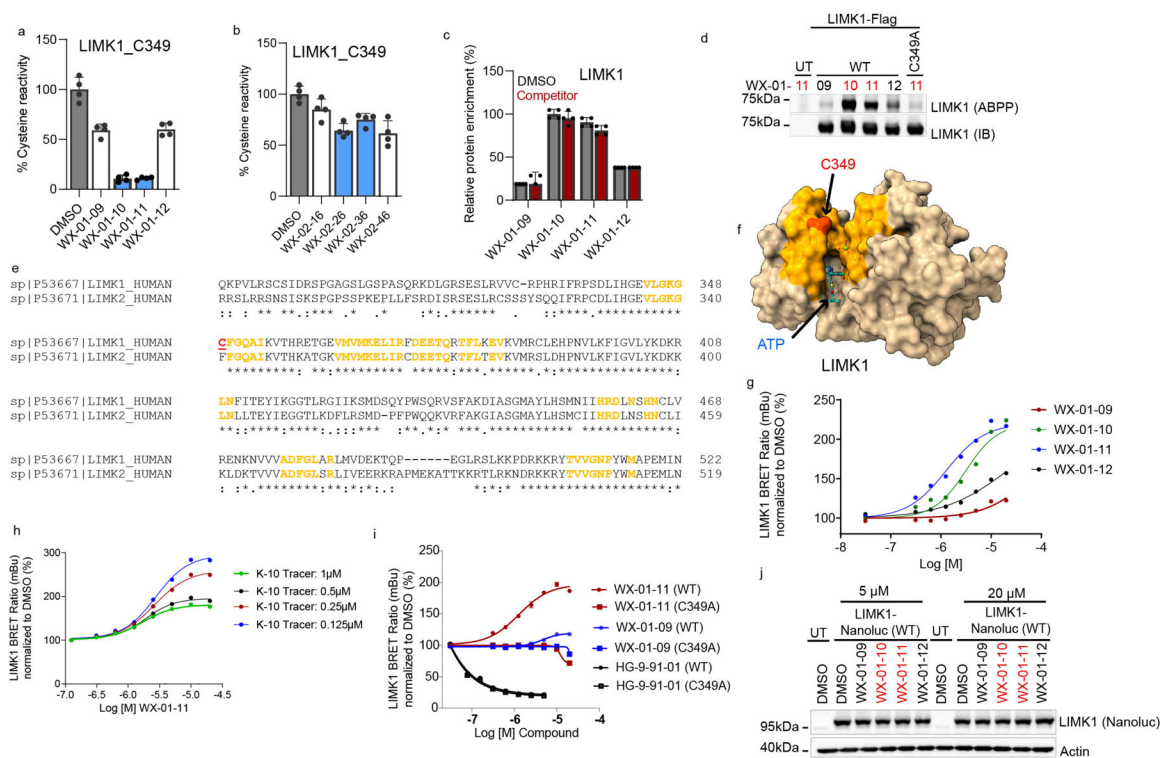 a
LIMK1_C349
% Cysteine reactivity
150
100
50
0
DMSO
WX-01-09
WX-01-10
WX-01-11
WX-01-12
b
LIMK1_C349
% Cysteine reactivity
150
100
50
0
DMSO
WX-02-16
WX-02-26
WX-02-36
WX-02-46
c
LIMK1
DMSO
Competitor
Relative protein enrichment (%)
150
100
50
0
WX-01-09
WX-01-10
WX-01-11
WX-01-12
d
LIMK1-Flag
UT
WT
C349A
WX-01- 11 09 10 11 12 11
75kDa
LIMK1 (ABPP)
75kDa
LIMK1 (IB)
e
sp|P53667|LIMK1_HUMAN QKPVLRSCSIDRSPGAGSLGSPASQRKDLGRSESLRVVC-RPHRIFRPSDLIHGEVLGKG 348
sp|P53671|LIMK2_HUMAN RRSLRRSNSISKSPGPSSPKEPLLFSRDISRSESLRCSSSYSQQIFRPCDLIHGEVLGKG 340
sp|P53667|LIMK1_HUMAN CFGQAIKVTHRETGEVMVMKELIRFDEETQRTFLKEVKVMRCLEHPNVLKFIGVLYKDKR 408
sp|P53671|LIMK2_HUMAN FFGQAIKVTHKATGKVMVMKELIRCDEETQKTFLTEVKVMRSLDHPNVLKFIGVLYKDKK 400
sp|P53667|LIMK1_HUMAN LNFITEYIKGGTLRGIIKSMDSQYPWSQRVSFAKDIASGMAYLHSMNIIHRDLNSHNCLV 468
sp|P53671|LIMK2_HUMAN LNLLTEYIEGGTLKDFLRSMD-PFPWQQKVRFAKGIASGMAYLHSMCIIHRDLNSHNCLI 459
sp|P53667|LIMK1_HUMAN RENKNVVVADFGLARLMVDEKTQP------EGLRSLKKPDRKKRYTVVGNPYWMAPEMIN 522
sp|P53671|LIMK2_HUMAN KLDKTVVVADFGLSRLIVEERKRAPMEKATTKKRTLRKNDRKKRYTVVGNPYWMAPEMLN 519
f
C349
ATP
LIMK1
g
LIMK1 BRET Ratio (mBu)
normalized to DMSO (%)
250
200
150
100
-8
-7
-6
-5
-4
Log [M]
WX-01-09
WX-01-10
WX-01-11
WX-01-12
h
LIMK1 BRET Ratio (mBu)
normalized to DMSO (%)
300
200
100
0
-7.0
-6.5
-6.0
-5.5
-5.0
-4.5
Log [M] WX-01-11
K-10 Tracer: 1µM
K-10 Tracer: 0.5µM
K-10 Tracer: 0.25µM
K-10 Tracer: 0.125µM
i
LIMK1 BRET Ratio (mBu)
normalized to DMSO (%)
250
200
150
100
50
0
-7
-6
-5
-4
Log [M] Compound
WX-01-11 (WT)
WX-01-11 (C349A)
WX-01-09 (WT)
WX-01-09 (C349A)
HG-9-91-01 (WT)
HG-9-91-01 (C349A)
j
5 µM
20 µM
UT
LIMK1-
Nanoluc (WT)
UT
LIMK1-
Nanoluc (WT)
DMSO
DMSO
WX-01-09
WX-01-10
WX-01-11
WX-01-12
DMSO
DMSO
WX-01-09
WX-01-10
WX-01-11
WX-01-12
95kDa
LIMK1 (Nanoluc)
40kDa
Actin